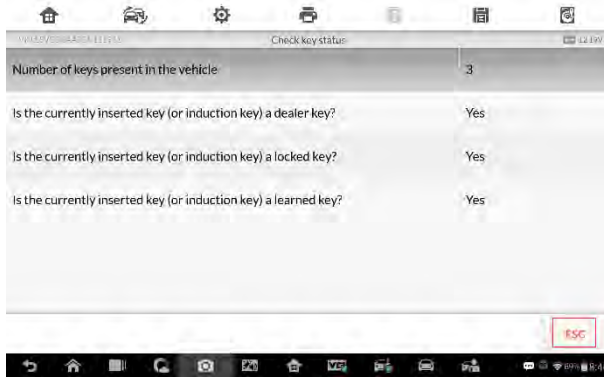 Check key status
Number of keys present in the vehicle 3
Is the currently inserted key (or induction key) a dealer key? Yes
Is the currently inserted key (or induction key) a locked key? Yes
Is the currently inserted key (or induction key) a learned key? Yes
ESC